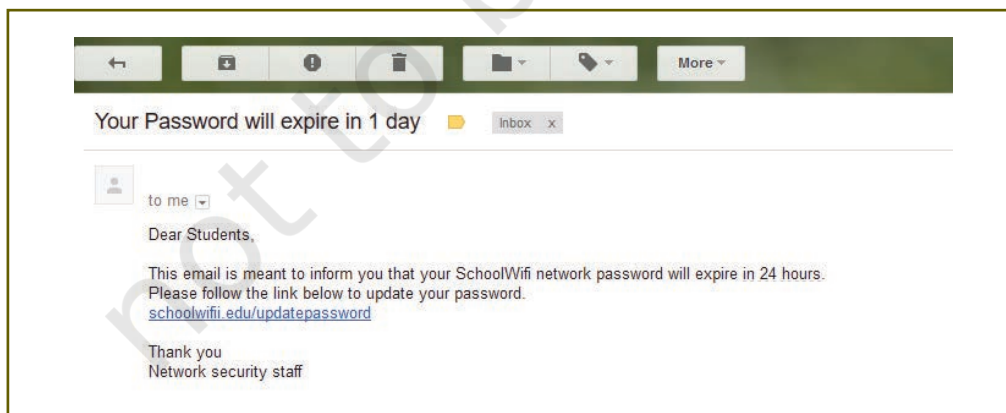 More
Your Password will expire in 1 day
Inbox x
to me
Dear Students,
This email is meant to inform you that your SchoolWifi network password will expire in 24 hours.
Please follow the link below to update your password.
schoolwifii.edu/updatepassword
Thank you
Network security staff
not to b